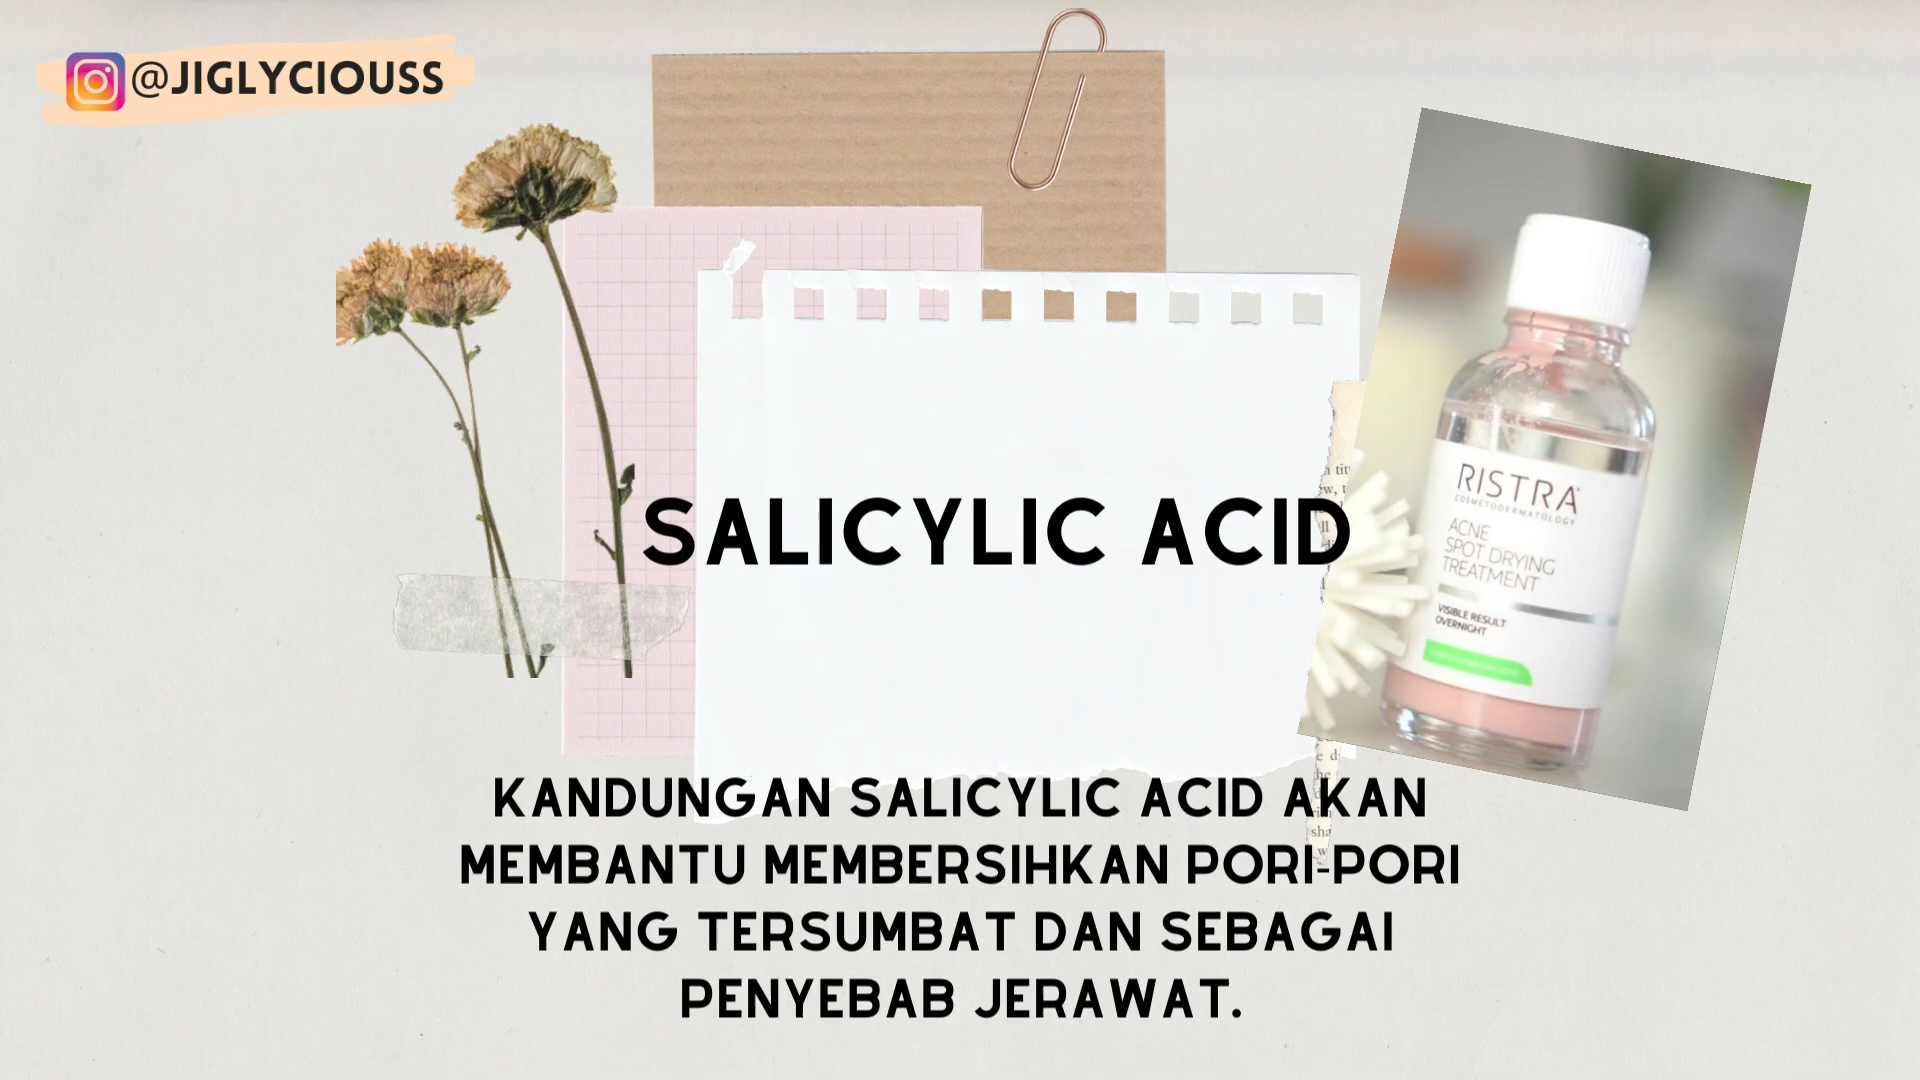 @JIGLYCIOUSS
SALICYLIC ACID
RISTRA
COSMETODERMATOLOGY
ACNE
SPOT DRYING
TREATMENT
VISIBLE RESULT
OVERNIGHT
KANDUNGAN SALICYLIC ACID AKAN
MEMBANTU MEMBERSIHKAN PORI-PORI
YANG TERSUMBAT DAN SEBAGAI
PENYEBAB JERAWAT.